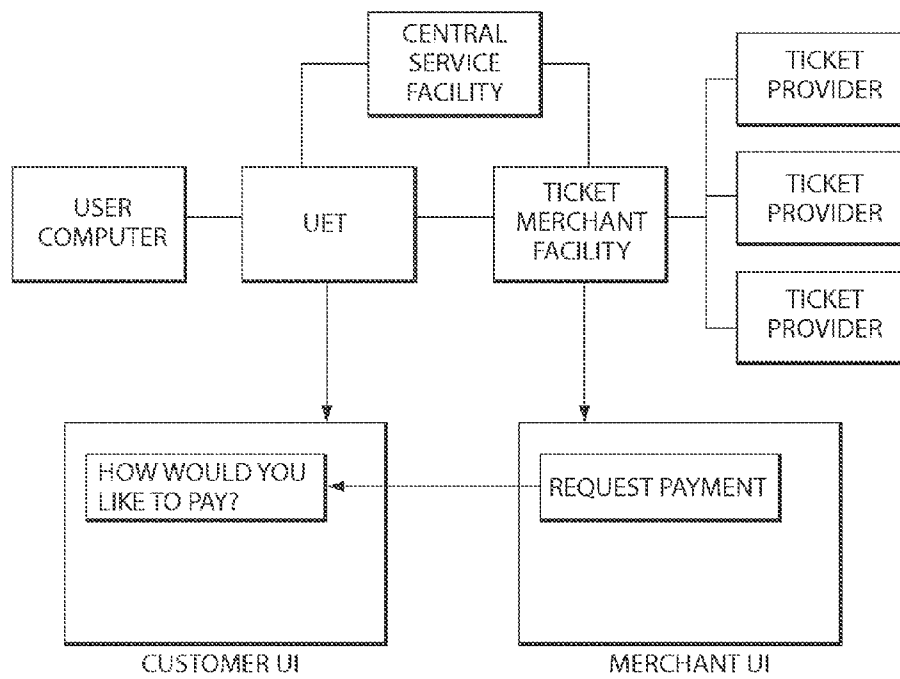 CENTRAL
SERVICE
FACILITY
TICKET
PROVIDER
USER
COMPUTER
UET
TICKET
MERCHANT
FACILITY
TICKET
PROVIDER
TICKET
PROVIDER
HOW WOULD YOU
LIKE TO PAY?
REQUEST PAYMENT
CUSTOMER UI
MERCHANT UI